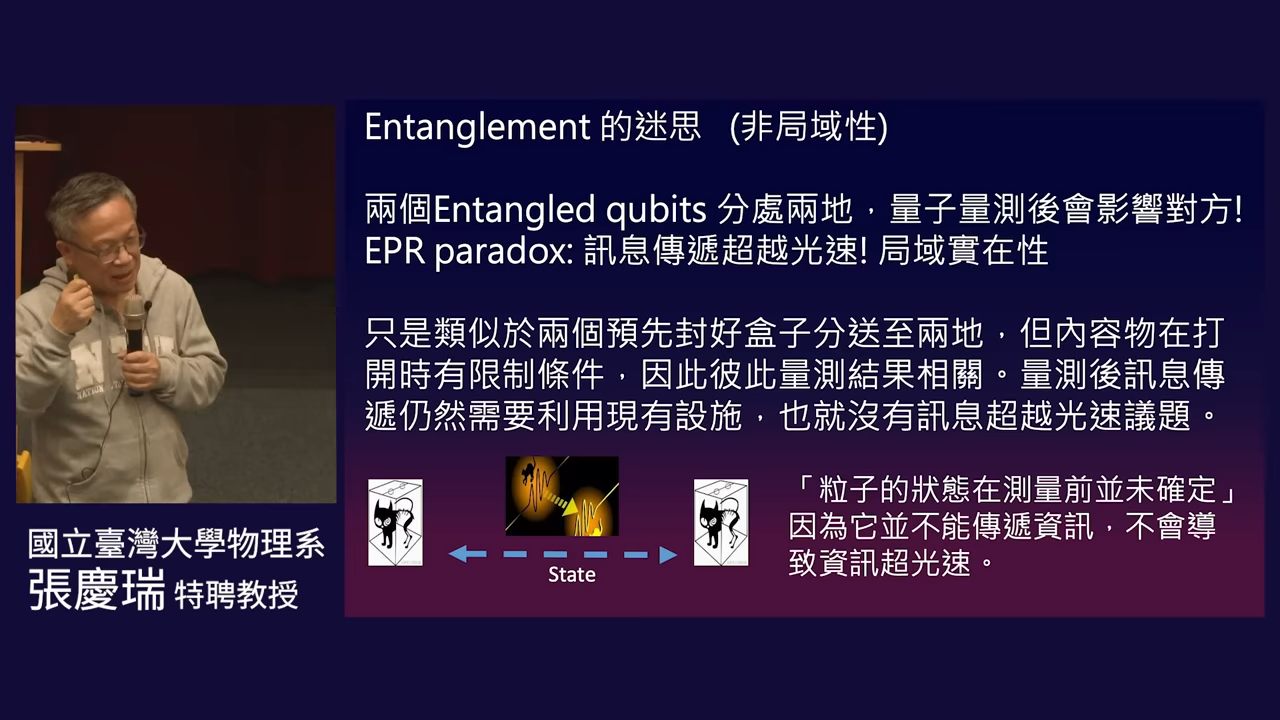 Entanglement 的迷思 (非局域性)
兩個Entangled qubits 分處兩地，量子量測後會影響對方!
EPR paradox: 訊息傳遞超越光速! 局域實在性
只是類似於兩個預先封好盒子分送至兩地，但內容物在打
開時有限制條件，因此彼此量測結果相關。量測後訊息傳
遞仍然需要利用現有設施，也就沒有訊息超越光速議題。
State
「粒子的狀態在測量前並未確定」
因為它並不能傳遞資訊，不會導
致資訊超光速。
國立臺灣大學物理系
張慶瑞 特聘教授